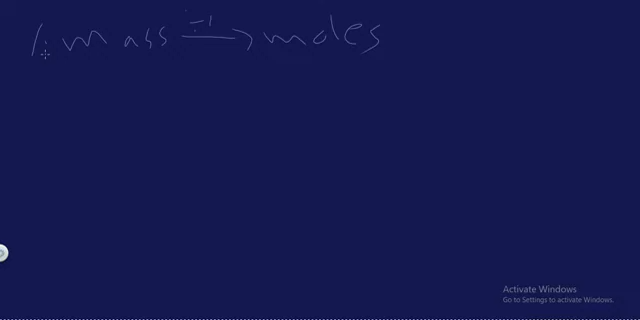 1: mass ÷ → moles
Activate Windows
Go to Settings to activate Windows.